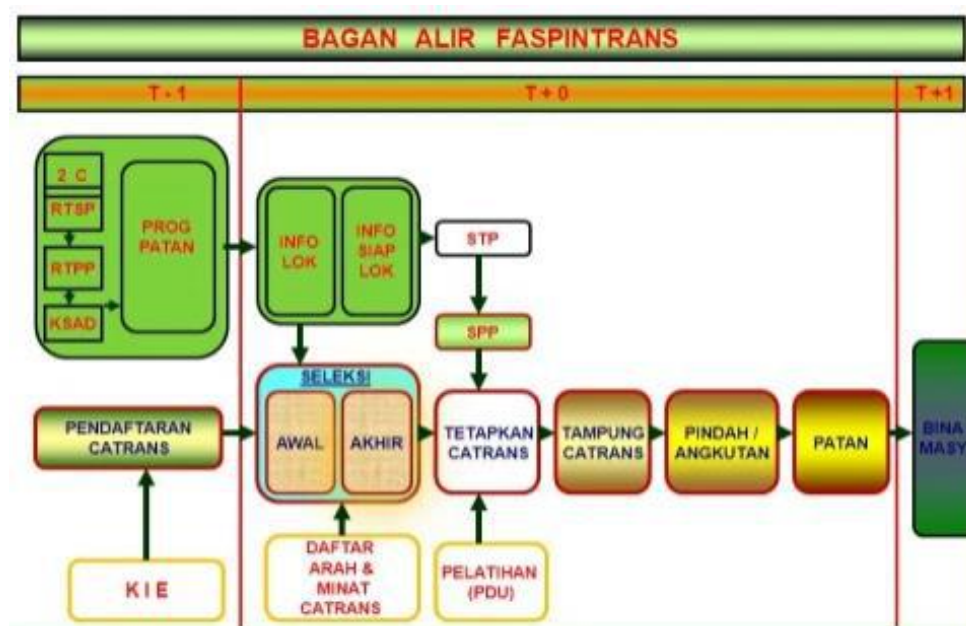 BAGAN ALIR FASPINTRANS
T - 1
T + 0
T +1
2 C
RTSP
RTPP
KSAD
PROG
PATAN
INFO
LOK
INFO
SIAP
LOK
STP
SPP
SELEKSI
AWAL
AKHIR
PENDAFTARAN
CATRANS
TETAPKAN
CATRANS
TAMPUNG
CATRANS
PINDAH /
ANGKUTAN
PATAN
BINA
MASY
K I E
DAFTAR
ARAH &
MINAT
CATRANS
PELATIHAN
(PDU)